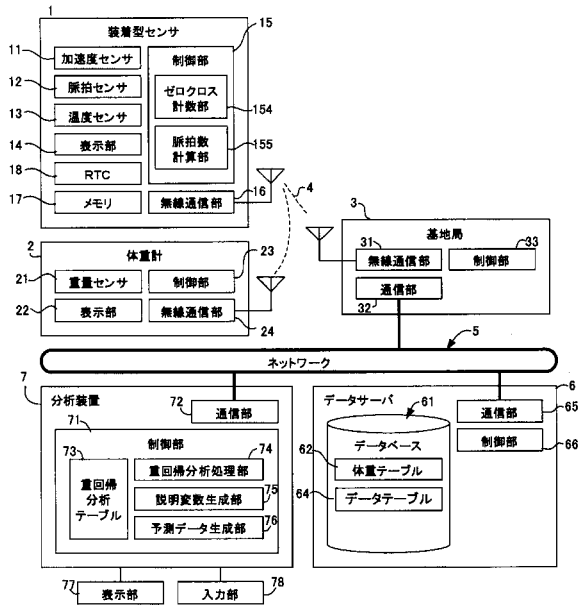 1
装着型センサ
15
11
加速度センサ
制御部
12
脈拍センサ
ゼロクロス
計数部
13
温度センサ
154
14
表示部
脈拍数
計算部
155
18
RTC
16
4
17
メモリ
無線通信部
3
基地局
31
33
無線通信部
制御部
通信部
32
2
体重計
23
21
重量センサ
制御部
22
表示部
無線通信部
24
5
ネットワーク
7
分析装置
72
通信部
71
制御部
73
重回帰
分析
テーブル
74
重回帰分析処理部
75
説明変数生成部
76
予測データ生成部
77
表示部
入力部
78
データサーバ
6
61
65
通信部
データベース
制御部
66
62
体重テーブル
64
データテーブル